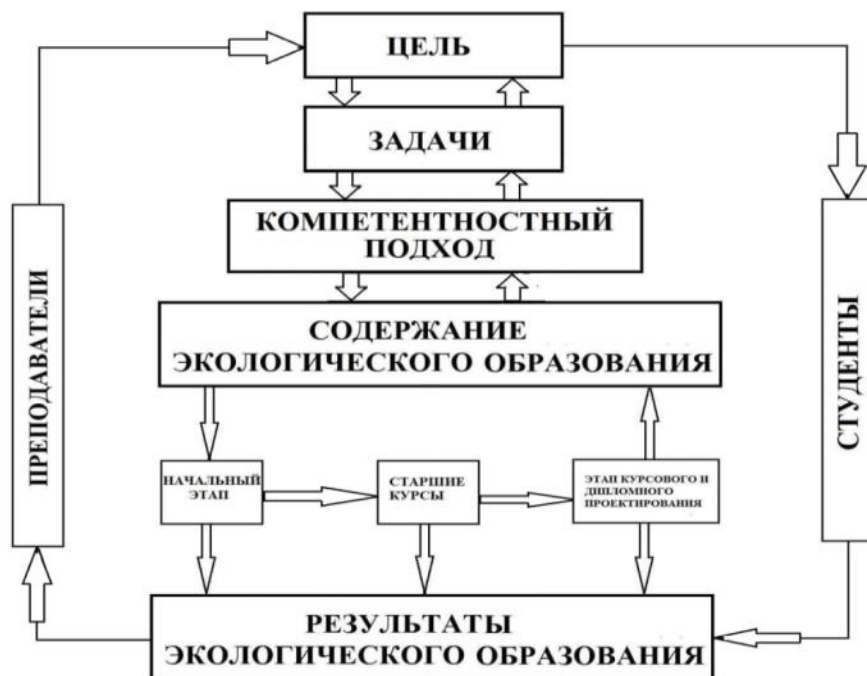 ЦЕЛЬ
ЗАДАЧИ
КОМПЕТЕНТНОСТНЫЙ
ПОДХОД
ПРЕПОДАВАТЕЛИ
СТУДЕНТЫ
СОДЕРЖАНИЕ
ЭКОЛОГИЧЕСКОГО ОБРАЗОВАНИЯ
НАЧАЛЬНЫЙ
ЭТАП
СТАРШИЕ
КУРСЫ
ЭТАП КУРСОВОГО И
ДИПЛОМНОГО
ПРОЕКТИРОВАНИЯ
РЕЗУЛЬТАТЫ
ЭКОЛОГИЧЕСКОГО ОБРАЗОВАНИЯ